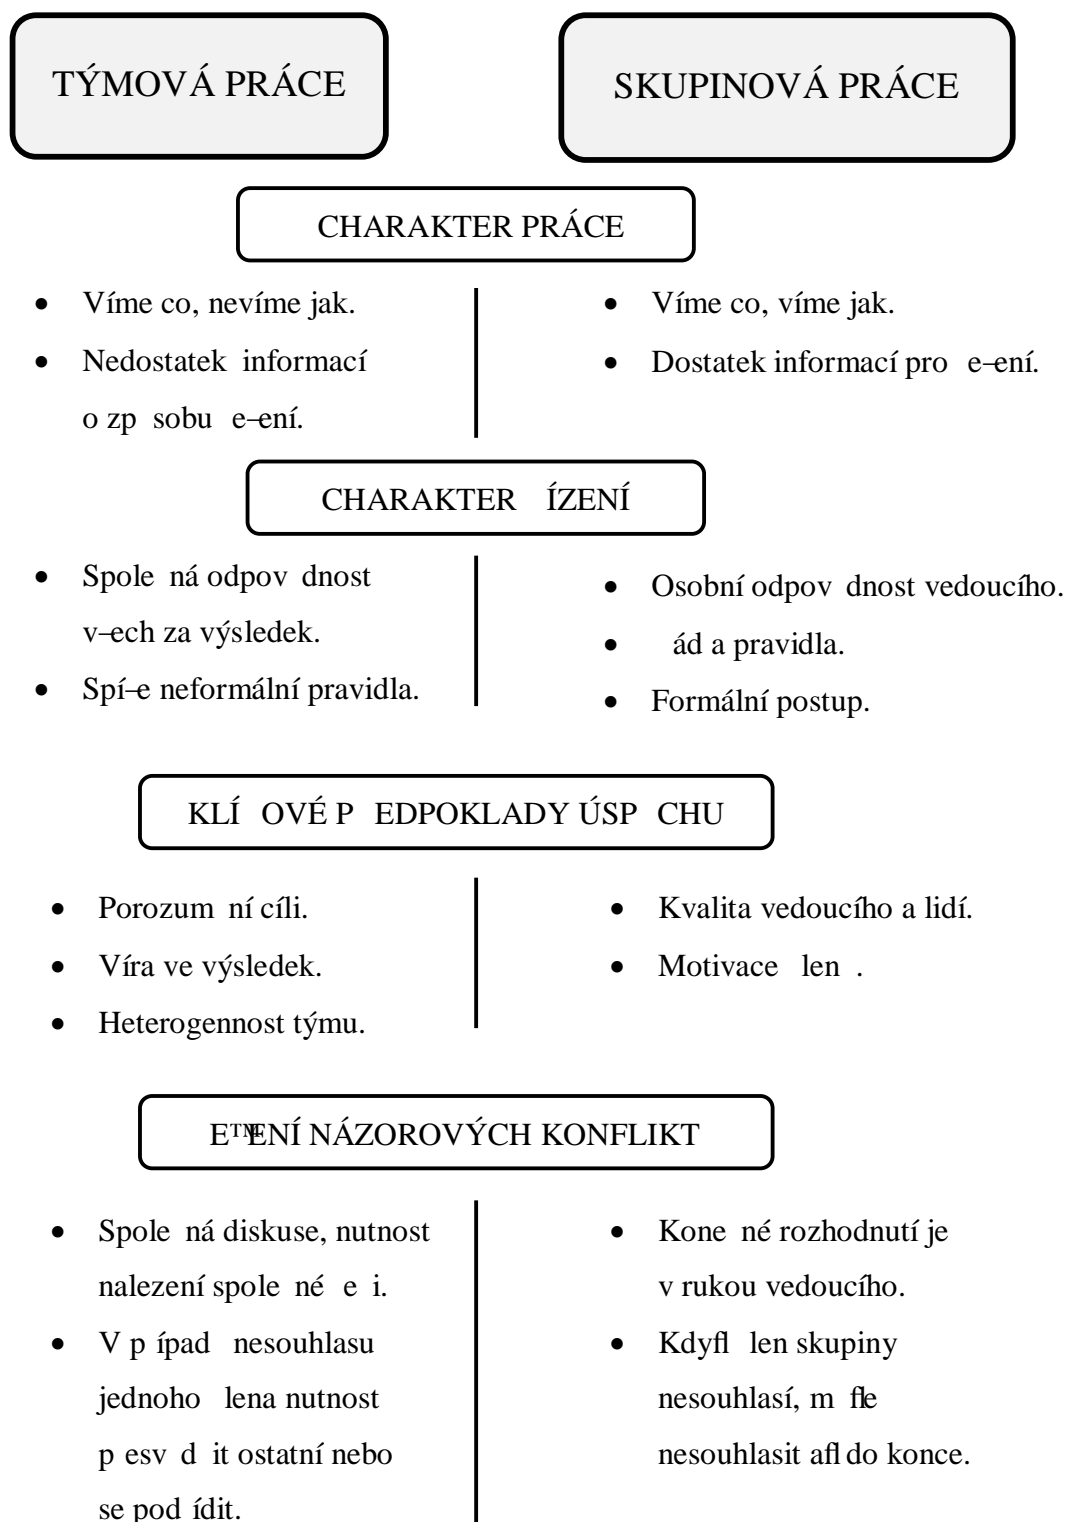 TÝMOVÁ PRÁCE
SKUPINOVÁ PRÁCE
CHARAKTER PRÁCE
• Víme co, nevíme jak.
• Nedostatek informací
o zp sobu e–ení.
• Víme co, víme jak.
• Dostatek informací pro e–ení.
CHARAKTER ÍZENÍ
• Spole ná odpov dnost
v–ech za výsledek.
• Spí–e neformální pravidla.
• Osobní odpov dnost vedoucího.
• ád a pravidla.
• Formální postup.
KLÍ OVÉ P EDPOKLADY ÚSP CHU
• Porozum ní cíli.
• Víra ve výsledek.
• Heterogennost týmu.
• Kvalita vedoucího a lidí.
• Motivace len .
E™ENÍ NÁZOROVÝCH KONFLIKT
• Spole ná diskuse, nutnost
nalezení spole né e i.
• V p ípad nesouhlasu
jednoho lena nutnost
p esv d it ostatní nebo
se pod ídit.
• Kone né rozhodnutí je
v rukou vedoucího.
• Kdyfl len skupiny
nesouhlasí, m fle
nesouhlasit afl do konce.